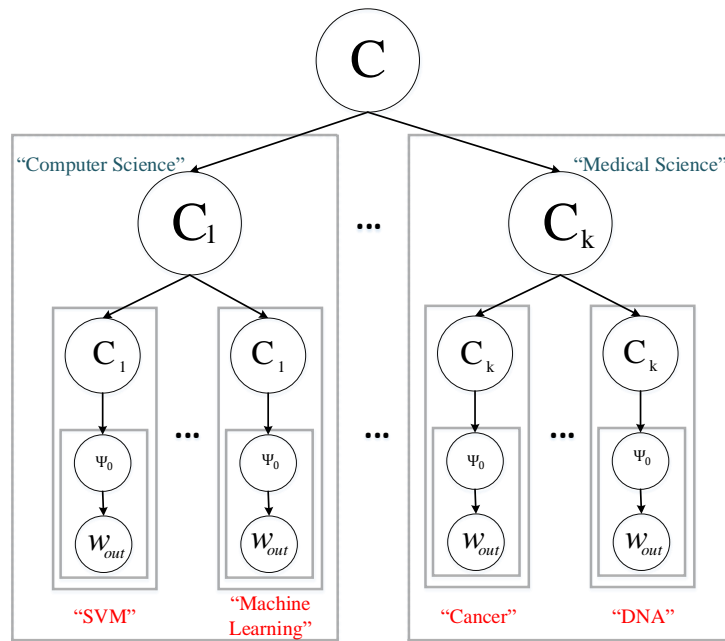 C
“Computer Science”
“Medical Science”
C1
...
Ck
C1
C1
Ck
Ck
...
...
...
Ψ0
Ψ0
Ψ0
Ψ0
wout
wout
wout
wout
“SVM”
“Machine
Learning”
“Cancer”
“DNA”